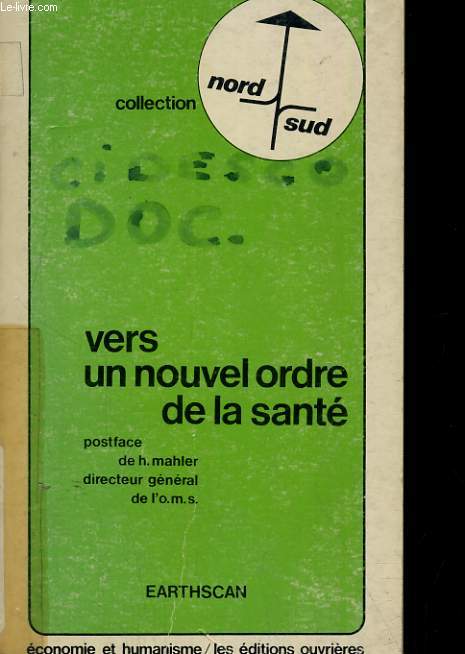 © Le-livre.com
nord
collection
sud
CIDESCO
DOC.
vers
un nouvel ordre
de la santé
postface
de h. mahler
directeur général
de l'o.m.s.
EARTHSCAN
économie et humanisme / les éditions ouvrières